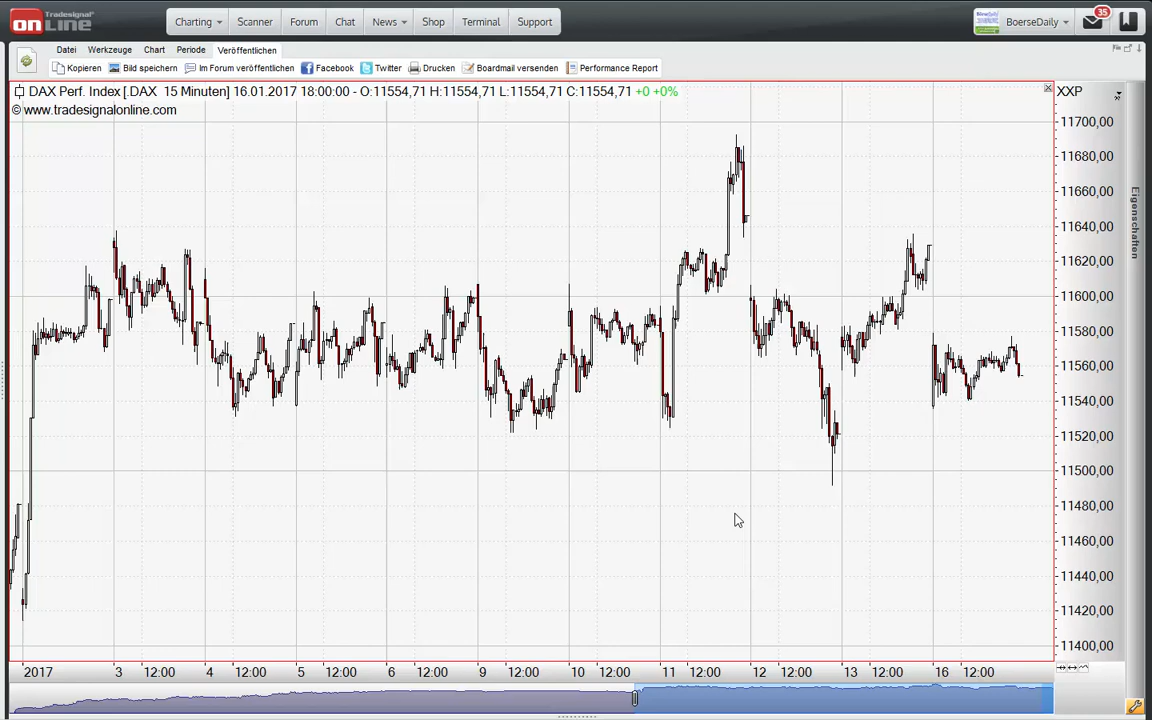 Tradesignal
online
Charting
Scanner
Forum
Chat
News
Shop
Terminal
Support
BoerseDaily
35
Datei
Werkzeuge
Chart
Periode
Veröffentlichen
Kopieren
Bild speichern
Im Forum veröffentlichen
Facebook
Twitter
Drucken
Boardmail versenden
Performance Report
DAX Perf. Index [.DAX 15 Minuten] 16.01.2017 18:00:00 - O:11554,71 H:11554,71 L:11554,71 C:11554,71 +0 +0%
© www.tradesignalonline.com
XXP
Eigenschaften
11700,00
11680,00
11660,00
11640,00
11620,00
11600,00
11580,00
11560,00
11540,00
11520,00
11500,00
11480,00
11460,00
11440,00
11420,00
11400,00
2017 3 12:00 4 12:00 5 12:00 6 12:00 9 12:00 10 12:00 11 12:00 12 12:00 13 12:00 16 12:00